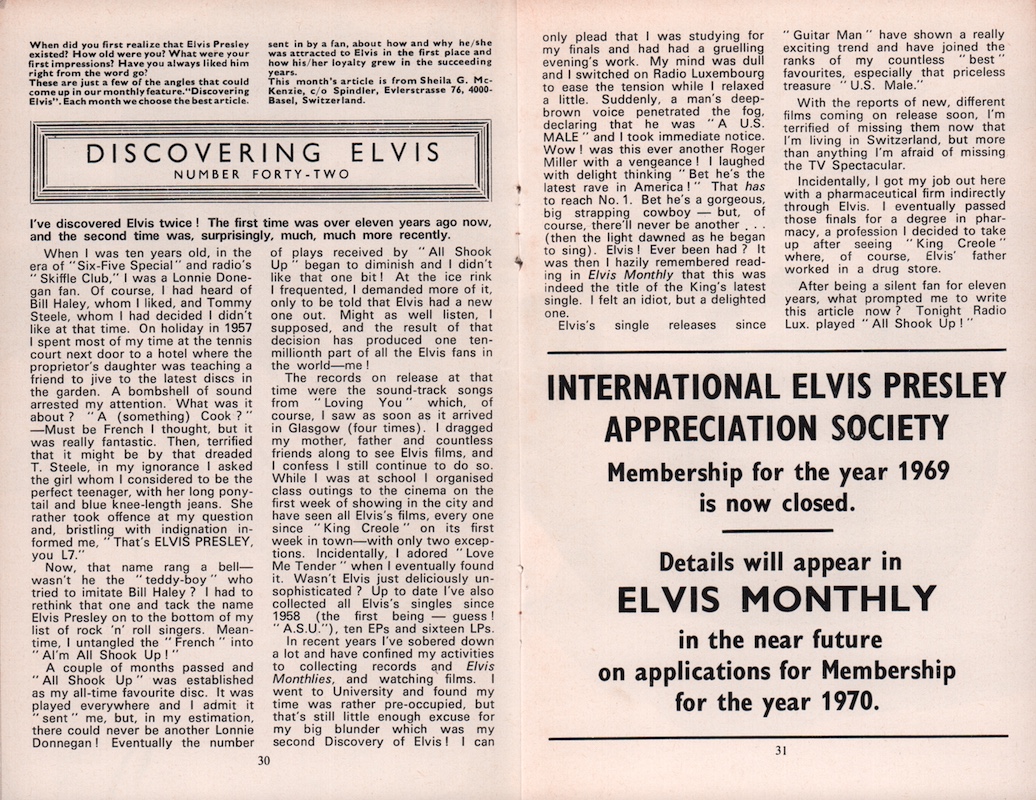 When did you first realize that Elvis Presley
existed? How old were you? What were your
first impressions? Have you always liked him
right from the word go?
These are just a few of the angles that could
come up in our monthly feature."Discovering
Elvis". Each month we choose the best article.
sent in by a fan, about how and why he/she
was attracted to Elvis in the first place and
how his/her loyalty grew in the succeeding
years.
This month's article is from Sheila G. Mc-
Kenzie, c/o Spindler, Evlerstrasse 76, 4000-
Basel, Switzerland.
DISCOVERING ELVIS
NUMBER FORTY-TWO
I've discovered Elvis twice! The first time was over eleven years ago now,
and the second time was, surprisingly, much, much more recently.
When I was ten years old, in the
era of "Six-Five Special" and radio's
"Skiffle Club," I was a Lonnie Done-
gan fan. Of course, I had heard of
Bill Haley, whom I liked, and Tommy
Steele, whom I had decided I didn't
like at that time. On holiday in 1957
I spent most of my time at the tennis
court next door to a hotel where the
proprietor's daughter was teaching a
friend to jive to the latest discs in
the garden. A bombshell of sound
arrested my attention. What was it
about? "A (something) Cook?"
—Must be French I thought, but it
was really fantastic. Then, terrified
that it might be by that dreaded
T. Steele, in my ignorance I asked
the girl whom I considered to be the
perfect teenager, with her long pony-
tail and blue knee-length jeans. She
rather took offence at my question
and, bristling with indignation in-
formed me, "That's ELVIS PRESLEY,
you L7."
Now, that name rang a bell—
wasn't he the "teddy-boy" who
tried to imitate Bill Haley? I had to
rethink that one and tack the name
Elvis Presley on to the bottom of my
list of rock 'n' roll singers. Mean-
time, I untangled the "French" into
"Al'm All Shook Up!"
A couple of months passed and
"All Shook Up" was established
as my all-time favourite disc. It was
played everywhere and I admit it
"sent" me, but, in my estimation,
there could never be another Lonnie
Donnegan! Eventually the number
of plays received by "All Shook
Up" began to diminish and I didn't
like that one bit! At the ice rink
I frequented, I demanded more of it,
only to be told that Elvis had a new
one out. Might as well listen, I
supposed, and the result of that
decision has produced one ten-
millionth part of all the Elvis fans in
the world—me!
The records on release at that
time were the sound-track songs
from "Loving You" which, of
course, I saw as soon as it arrived
in Glasgow (four times). I dragged
my mother, father and countless
friends along to see Elvis films, and
I confess I still continue to do so.
While I was at school I organised
class outings to the cinema on the
first week of showing in the city and
have seen all Elvis's films, every one
since "King Creole" on its first
week in town—with only two excep-
tions. Incidentally, I adored "Love
Me Tender" when I eventually found
it. Wasn't Elvis just deliciously un-
sophisticated? Up to date I've also
collected all Elvis's singles since
1958 (the first being — guess!
"A.S.U."), ten EPs and sixteen LPs.
In recent years I've sobered down
a lot and have confined my activities
to collecting records and Elvis
Monthlies, and watching films. I
went to University and found my
time was rather pre-occupied, but
that's still little enough excuse for
my big blunder which was my
second Discovery of Elvis! I can
30
only plead that I was studying for
my finals and had had a gruelling
evening's work. My mind was dull
and I switched on Radio Luxembourg
to ease the tension while I relaxed
a little. Suddenly, a man's deep-
brown voice penetrated the fog,
declaring that he was "A U.S.
MALE" and I took immediate notice.
Wow! was this ever another Roger
Miller with a vengeance! I laughed
with delight thinking "Bet he's the
latest rave in America!" That has
to reach No. 1. Bet he's a gorgeous,
big strapping cowboy — but, of
course, there'll never be another . . .
(then the light dawned as he began
to sing). Elvis! Ever been had? It
was then I hazily remembered read-
ing in Elvis Monthly that this was
indeed the title of the King's latest
single. I felt an idiot, but a delighted
one.
Elvis's single releases since
"Guitar Man" have shown a really
exciting trend and have joined the
ranks of my countless "best"
favourites, especially that priceless
treasure "U.S. Male."
With the reports of new, different
films coming on release soon, I'm
terrified of missing them now that
I'm living in Switzerland, but more
than anything I'm afraid of missing
the TV Spectacular.
Incidentally, I got my job out here
with a pharmaceutical firm indirectly
through Elvis. I eventually passed
those finals for a degree in phar-
macy, a profession I decided to take
up after seeing "King Creole"
where, of course, Elvis' father
worked in a drug store.
After being a silent fan for eleven
years, what prompted me to write
this article now? Tonight Radio
Lux. played "All Shook Up!"
INTERNATIONAL ELVIS PRESLEY
APPRECIATION SOCIETY
Membership for the year 1969
is now closed.
Details will appear in
ELVIS MONTHLY
in the near future
on applications for Membership
for the year 1970.
31